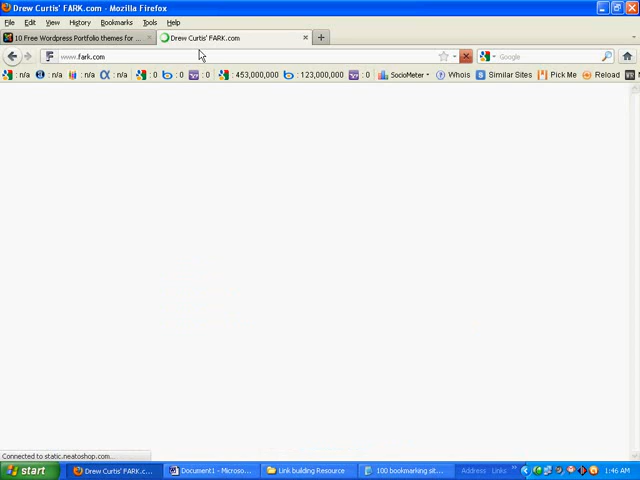 Drew Curtis' FARK.com - Mozilla Firefox
File Edit View History Bookmarks Tools Help
10 Free Wordpress Portfolio themes for ... Drew Curtis' FARK.com
www.fark.com Google
: n/a : n/a : n/a : n/a : 0 : 0 : 0 : 453,000,000 : 123,000,000 : 0 SocioMeter Whois Similar Sites Pick Me Reload
Connected to static.neatoshop.com...
start Drew Curtis' FARK.c... Document1 - Microso... Link building Resource 100 bookmarking sit... Address Links 1:46 AM